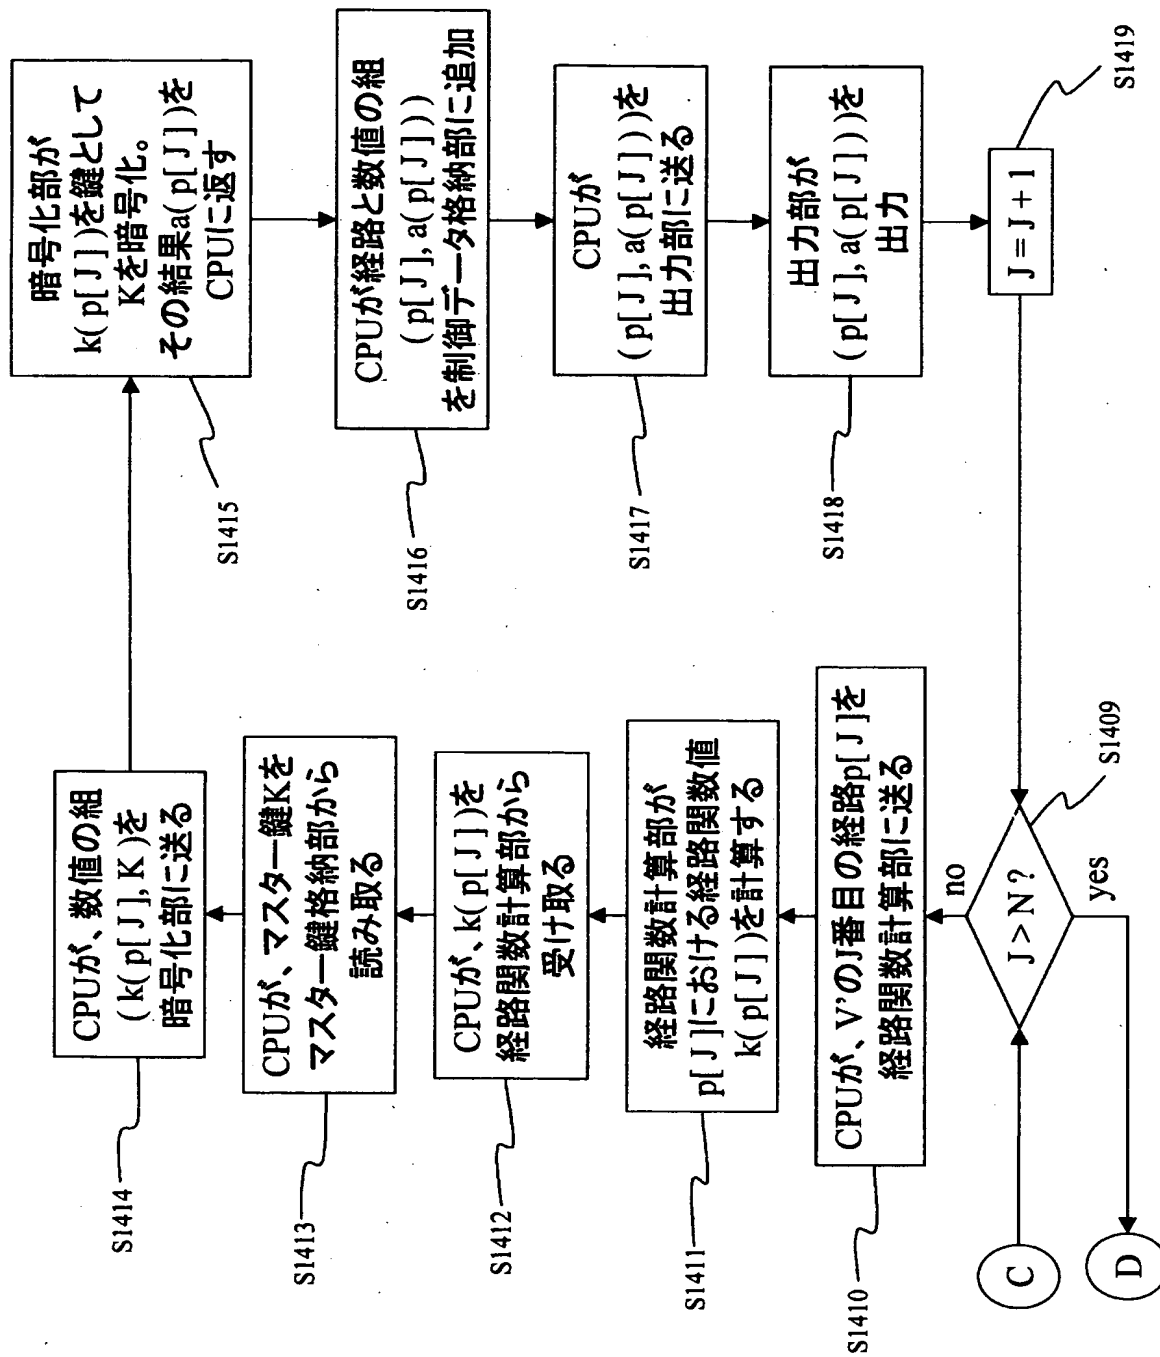 C
D
J > N?
yes
no
S1409
CPUが、V'のJ番目の経路p[J]を
経路関数計算部に送る
S1410
経路関数計算部が
p[J]における経路関数値
k(p[J])を計算する
S1411
CPUが、k(p[J])を
経路関数計算部から
受け取る
S1412
CPUが、マスター鍵Kを
マスター鍵格納部から
読み取る
S1413
CPUが、数値の組
(k(p[J],K)を
暗号化部に送る
S1414
暗号化部が
k(p[J])を鍵として
Kを暗号化。
その結果a(p[J])を
CPUに返す
S1415
CPUが経路と数値の組
(p[J],a(p[J]))
を制御データ格納部に追加
S1416
CPUが
(p[J],a(p[J]))を
出力部に送る
S1417
出力部が
(p[J],a(p[J]))を
出力
S1418
J=J+1
S1419